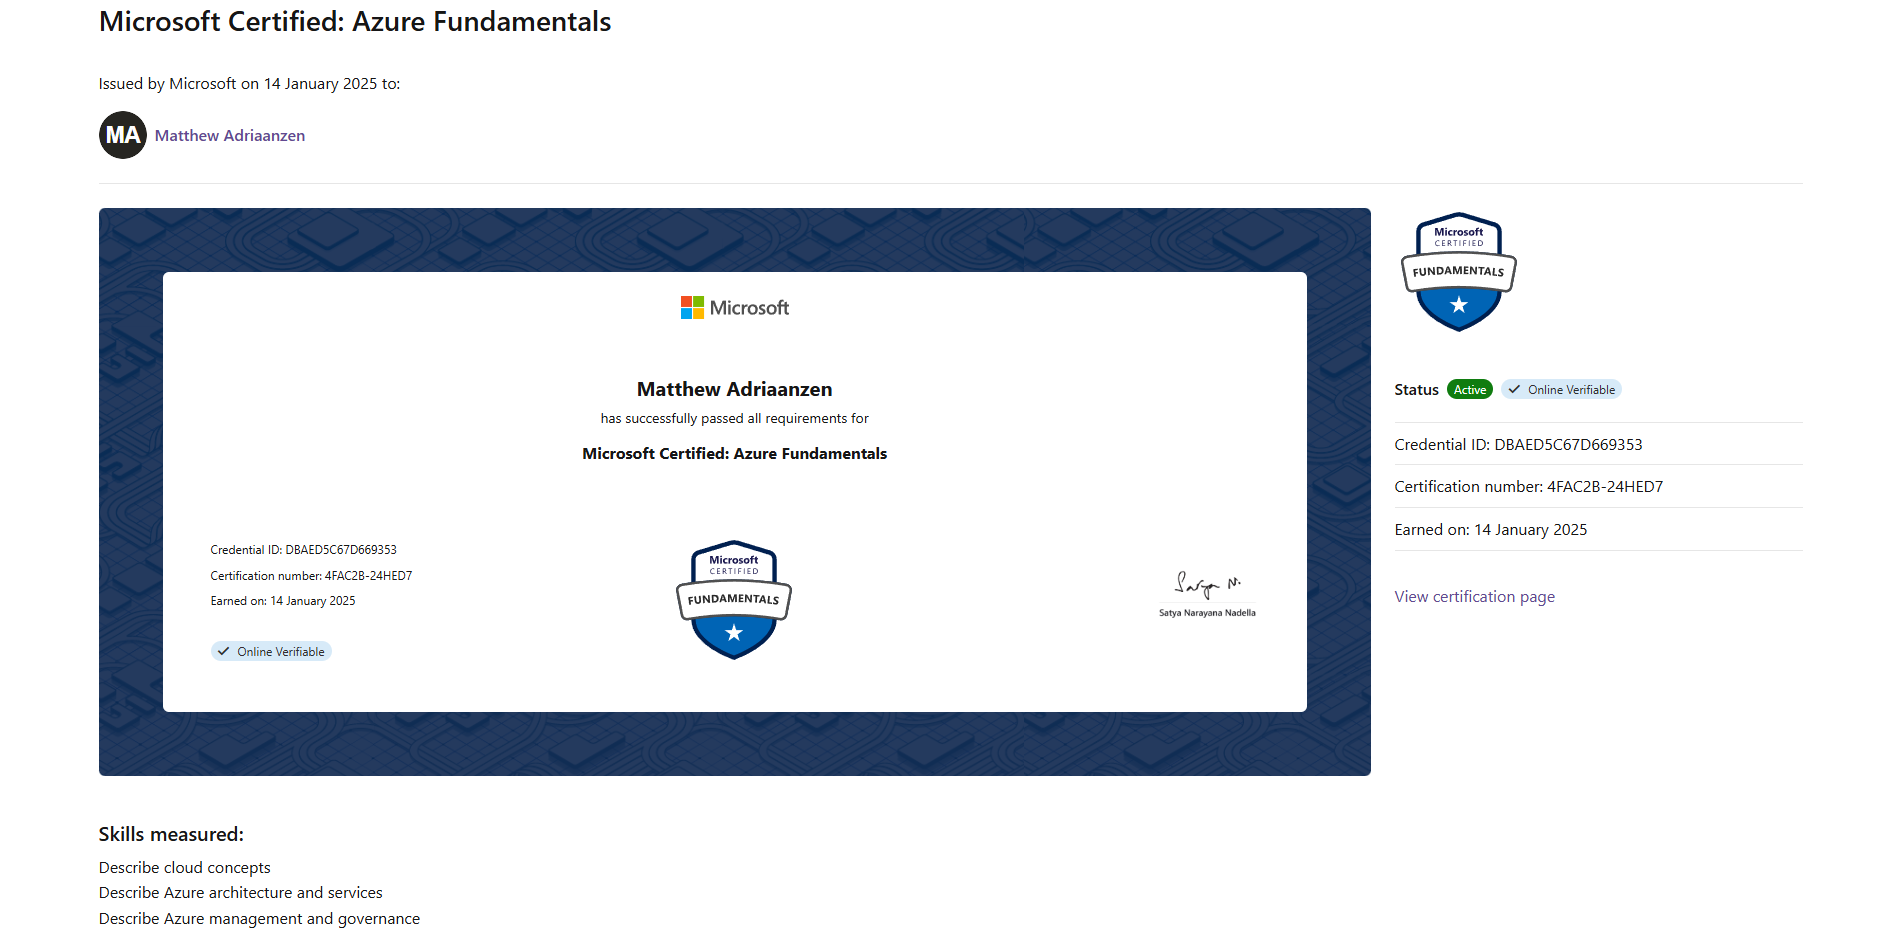 Microsoft Certified: Azure Fundamentals
Issued by Microsoft on 14 January 2025 to:
MA Matthew Adriaanzen
Microsoft
Matthew Adriaanzen
has successfully passed all requirements for
Microsoft Certified: Azure Fundamentals
Credential ID: DBAED5C67D669353
Certification number: 4FAC2B-24HED7
Earned on: 14 January 2025
Online Verifiable
Microsoft
CERTIFIED
FUNDAMENTALS
Satya N.
Satya Narayana Nadella
Microsoft
CERTIFIED
FUNDAMENTALS
Status Active Online Verifiable
Credential ID: DBAED5C67D669353
Certification number: 4FAC2B-24HED7
Earned on: 14 January 2025
View certification page
Skills measured:
Describe cloud concepts
Describe Azure architecture and services
Describe Azure management and governance